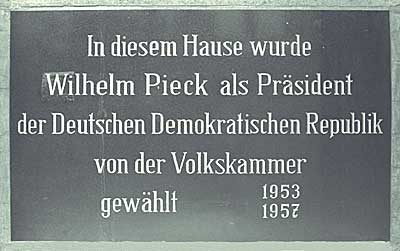 In diesem Hause wurde
Wilhelm Pieck als Präsident
der Deutschen Demokratischen Republik
von der Volkskammer
gewählt 1953
1957